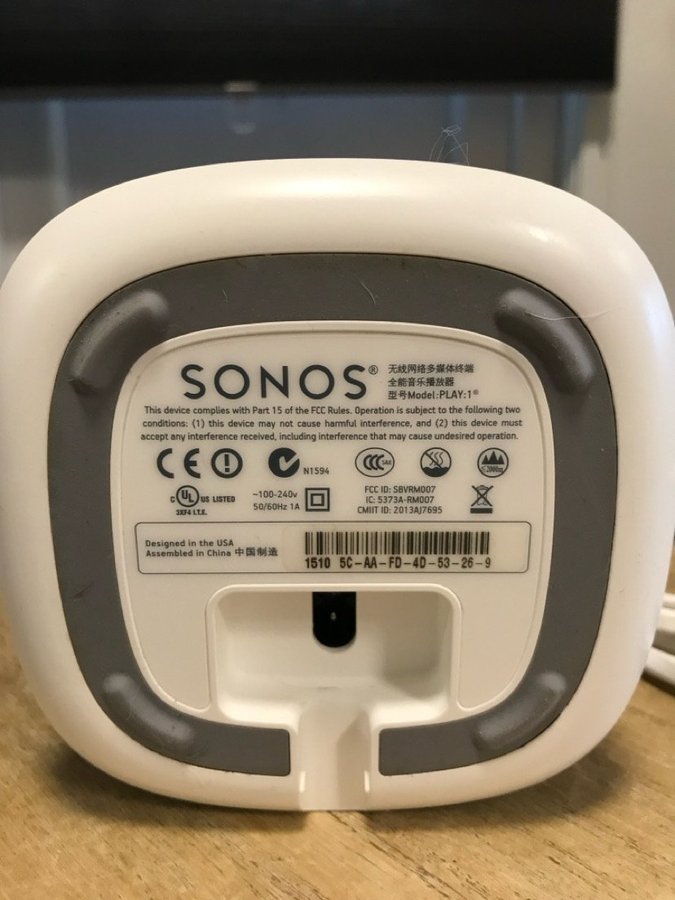 SONOS®
无线网络多媒体终端
全能音乐播放器
型号Model:PLAY:1®
This device complies with Part 15 of the FCC Rules. Operation is subject to the following two
conditions: (1) this device may not cause harmful interference, and (2) this device must
accept any interference received, including interference that may cause undesired operation.
CE N1594 CCC S&E ≤2000m
C UL US LISTED
3XF4 I.T.E.
~100-240v
50/60Hz 1A
FCC ID: SBVRM007
IC: 5373A-RM007
CMIIT ID: 2013AJ7695
Designed in the USA
Assembled in China 中国制造
1510 5C-AA-FD-4D-53-26-9